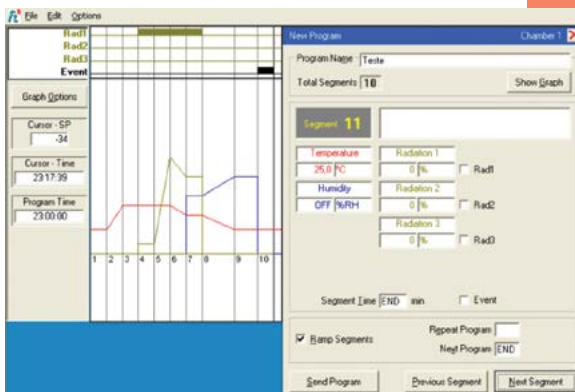 File Edit Options
Rad1
Rad2
Rad3
Event
Graph Options
Cursor - SP
-34
Cursor - Time
23:17:39
Program Time
23:00:00
1 2 3 4 5 6 7 8 9 10
New Program Chamber 1
Program Name Teste
Total Segments 10 Show Graph
Segment 11
Temperature Radiation 1
25,0 °C 0 % Rad1
Humidity Radiation 2
OFF %RH 0 % Rad2
Radiation 3
0 % Rad3
Segment Time END min Event
Ramp Segments Repeat Program
Next Program END
Send Program Previous Segment Next Segment